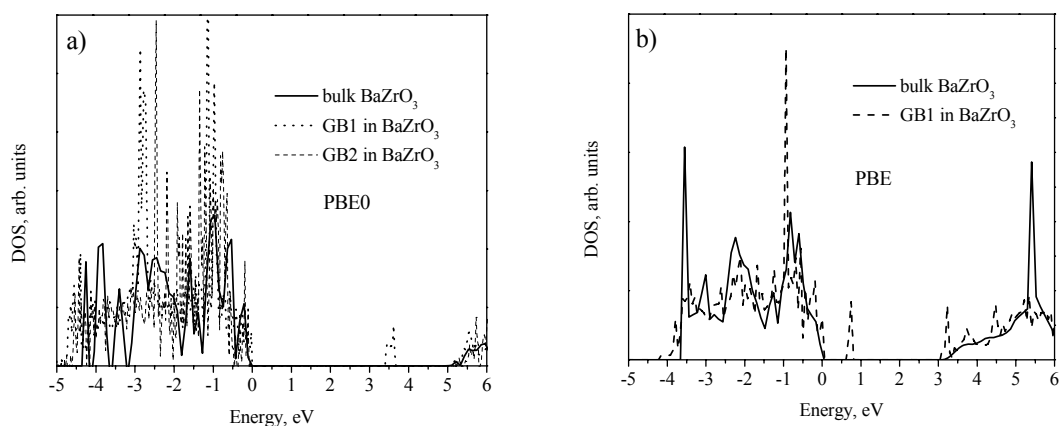 a)
bulk BaZrO₃
GB1 in BaZrO₃
GB2 in BaZrO₃
PBE0
DOS, arb. units
-5 -4 -3 -2 -1 0 1 2 3 4 5 6
Energy, eV
b)
bulk BaZrO₃
GB1 in BaZrO₃
PBE
DOS, arb. units
-5 -4 -3 -2 -1 0 1 2 3 4 5 6
Energy, eV